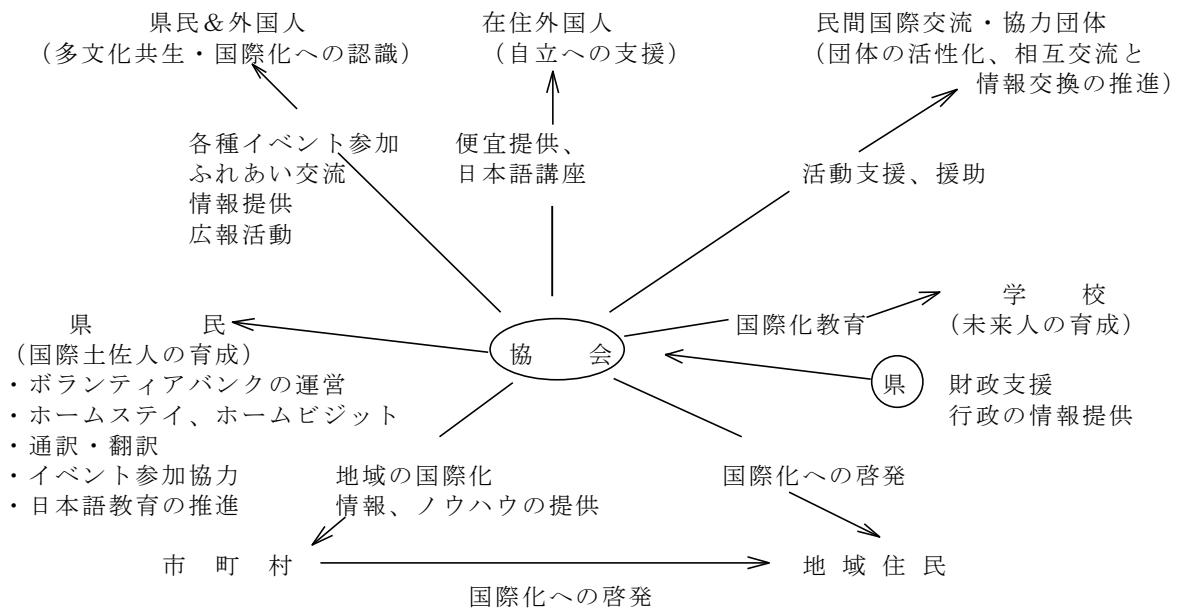 県民＆外国人
（多文化共生・国際化への認識）
在住外国人
（自立への支援）
民間国際交流・協力団体
（団体の活性化、相互交流と
情報交換の推進）
各種イベント参加
ふれあい交流
情報提供
広報活動
便宜提供、
日本語講座
活動支援、援助
県　　　　民
（国際土佐人の育成）
・ボランティアバンクの運営
・ホームステイ、ホームビジット
・通訳・翻訳
・イベント参加協力
・日本語教育の推進
協　　会
国際化教育
学　　校
（未来人の育成）
県
財政支援
行政の情報提供
地域の国際化
情報、ノウハウの提供
国際化への啓発
市　町　村
地　域　住　民
国際化への啓発